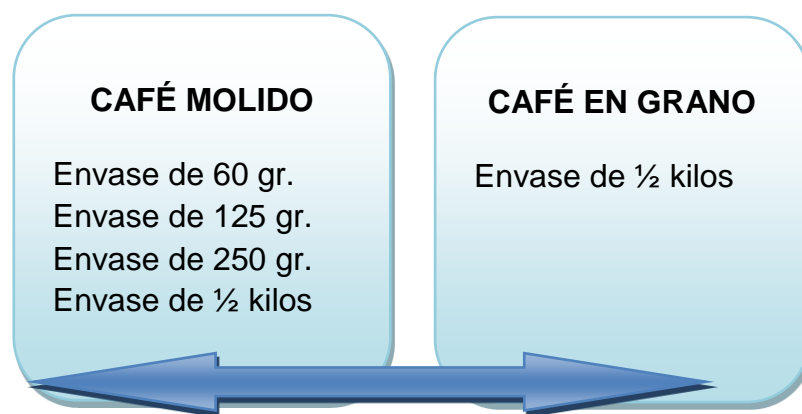 CAFÉ MOLIDO
Envase de 60 gr.
Envase de 125 gr.
Envase de 250 gr.
Envase de ½ kilos
CAFÉ EN GRANO
Envase de ½ kilos